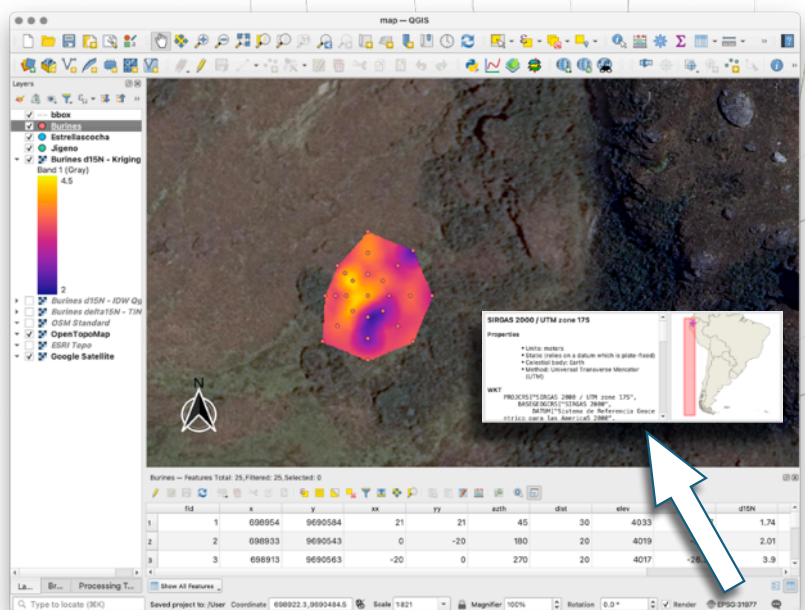 map — QGIS
Layers
bbox
Burines
Estrellascocha
Jigeno
Burines d15N - Kriging
Band 1 (Gray)
4.5
2
Burines d15N - IDW Qg
Burines delta15N - TIN
OSM Standard
OpenTopoMap
ESRI Topo
Google Satellite
N
SIRGAS 2000 / UTM zone 17S
Properties
• Units: meters
• Static (relies on a datum which is plate-fixed)
• Celestial body: Earth
• Method: Universal Transverse Mercator
(UTM)
WKT
PROJCRS["SIRGAS 2000 / UTM zone 17S",
BASEGEOGCRS["SIRGAS 2000",
DATUM["Sistema de Referencia Geoce
ntrico para las AmericaS 2000",
Burines — Features Total: 25, Filtered: 25, Selected: 0
fid x y xx yy azth dist elev d15N
1 1 698954 9690584 21 21 45 30 4033 1.74
2 2 698933 9690543 0 -20 180 20 4019 2.01
3 3 698913 9690563 -20 0 270 20 4017 3.9
La... Br... Processing T...
Show All Features
Type to locate (⌘K) Saved project to: /User Coordinate 698922.3,9690484.5 Scale 1:821 Magnifier 100% Rotation 0.0 ° Render EPSG:31977